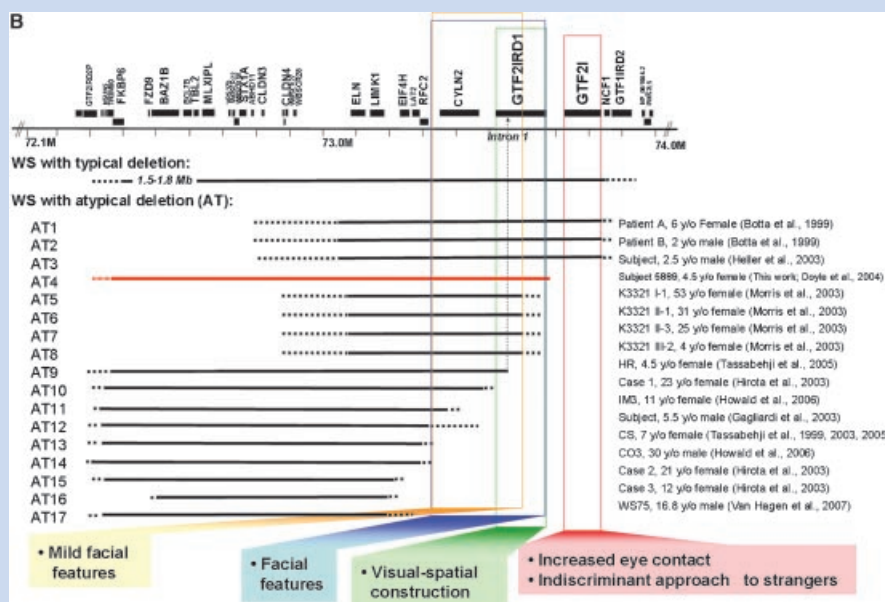 B
GTF2IRD2P
FKBP6
FZD9
BAZ1B
TBL2
MLXIPL
STX1A
ABHD11
CLDN3
CLDN4
ELN
LIMK1
EIF4H
LAT2
RFC2
CYLN2
GTF2IRD1
GTF2I
NCF1
GTF1IRD2
Intron 1
72.1M 73.0M 74.0M
WS with typical deletion:
1.5-1.8 Mb
WS with atypical deletion (AT):
AT1
AT2
AT3
AT4
AT5
AT6
AT7
AT8
AT9
AT10
AT11
AT12
AT13
AT14
AT15
AT16
AT17
Patient A, 6 y/o Female (Botta et al., 1999)
Patient B, 2 y/o male (Botta et al., 1999)
Subject, 2.5 y/o male (Heller et al., 2003)
Subject 5889, 4.5 y/o female (This work; Doyle et al., 2004)
K3321 I-1, 53 y/o female (Morris et al., 2003)
K3321 II-1, 31 y/o female (Morris et al., 2003)
K3321 II-3, 25 y/o female (Morris et al., 2003)
K3321 III-2, 4 y/o female (Morris et al., 2003)
HR, 4.5 y/o female (Tassabehji et al., 2005)
Case 1, 23 y/o female (Hirota et al., 2003)
IM3, 11 y/o female (Howald et al., 2006)
Subject, 5.5 y/o male (Gagliardi et al., 2003)
CS, 7 y/o female (Tassabehji et al., 1999, 2003, 2005
CO3, 30 y/o male (Howald et al., 2006)
Case 2, 21 y/o female (Hirota et al., 2003)
Case 3, 12 y/o female (Hirota et al., 2003)
WS75, 16.8 y/o male (Van Hagen et al., 2007)
• Mild facial
features
• Facial
features
• Visual-spatial
construction
• Increased eye contact
• Indiscriminant approach to strangers